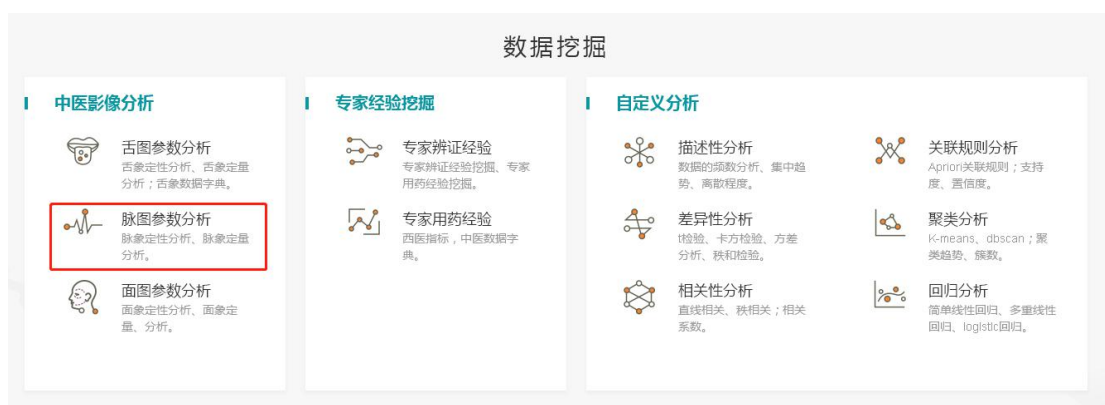 数据挖掘
中医影像分析
舌图参数分析
舌象定性分析、舌象定量
分析；舌象数据字典。
脉图参数分析
脉象定性分析、脉象定量
分析。
面图参数分析
面象定性分析、面象定
量、分析。
专家经验挖掘
专家辨证经验
专家辨证经验挖掘、专家
用药经验挖掘。
专家用药经验
西医指标，中医数据字
典。
自定义分析
描述性分析
数据的频数分析、集中趋
势、离散程度。
关联规则分析
Apriori关联规则；支持
度、置信度。
差异性分析
t检验、卡方检验、方差
分析、秩和检验。
聚类分析
K-means、dbscan；聚
类趋势、簇数。
相关性分析
直线相关、秩相关；相关
系数。
回归分析
简单线性回归、多重线性
回归、logistic回归。